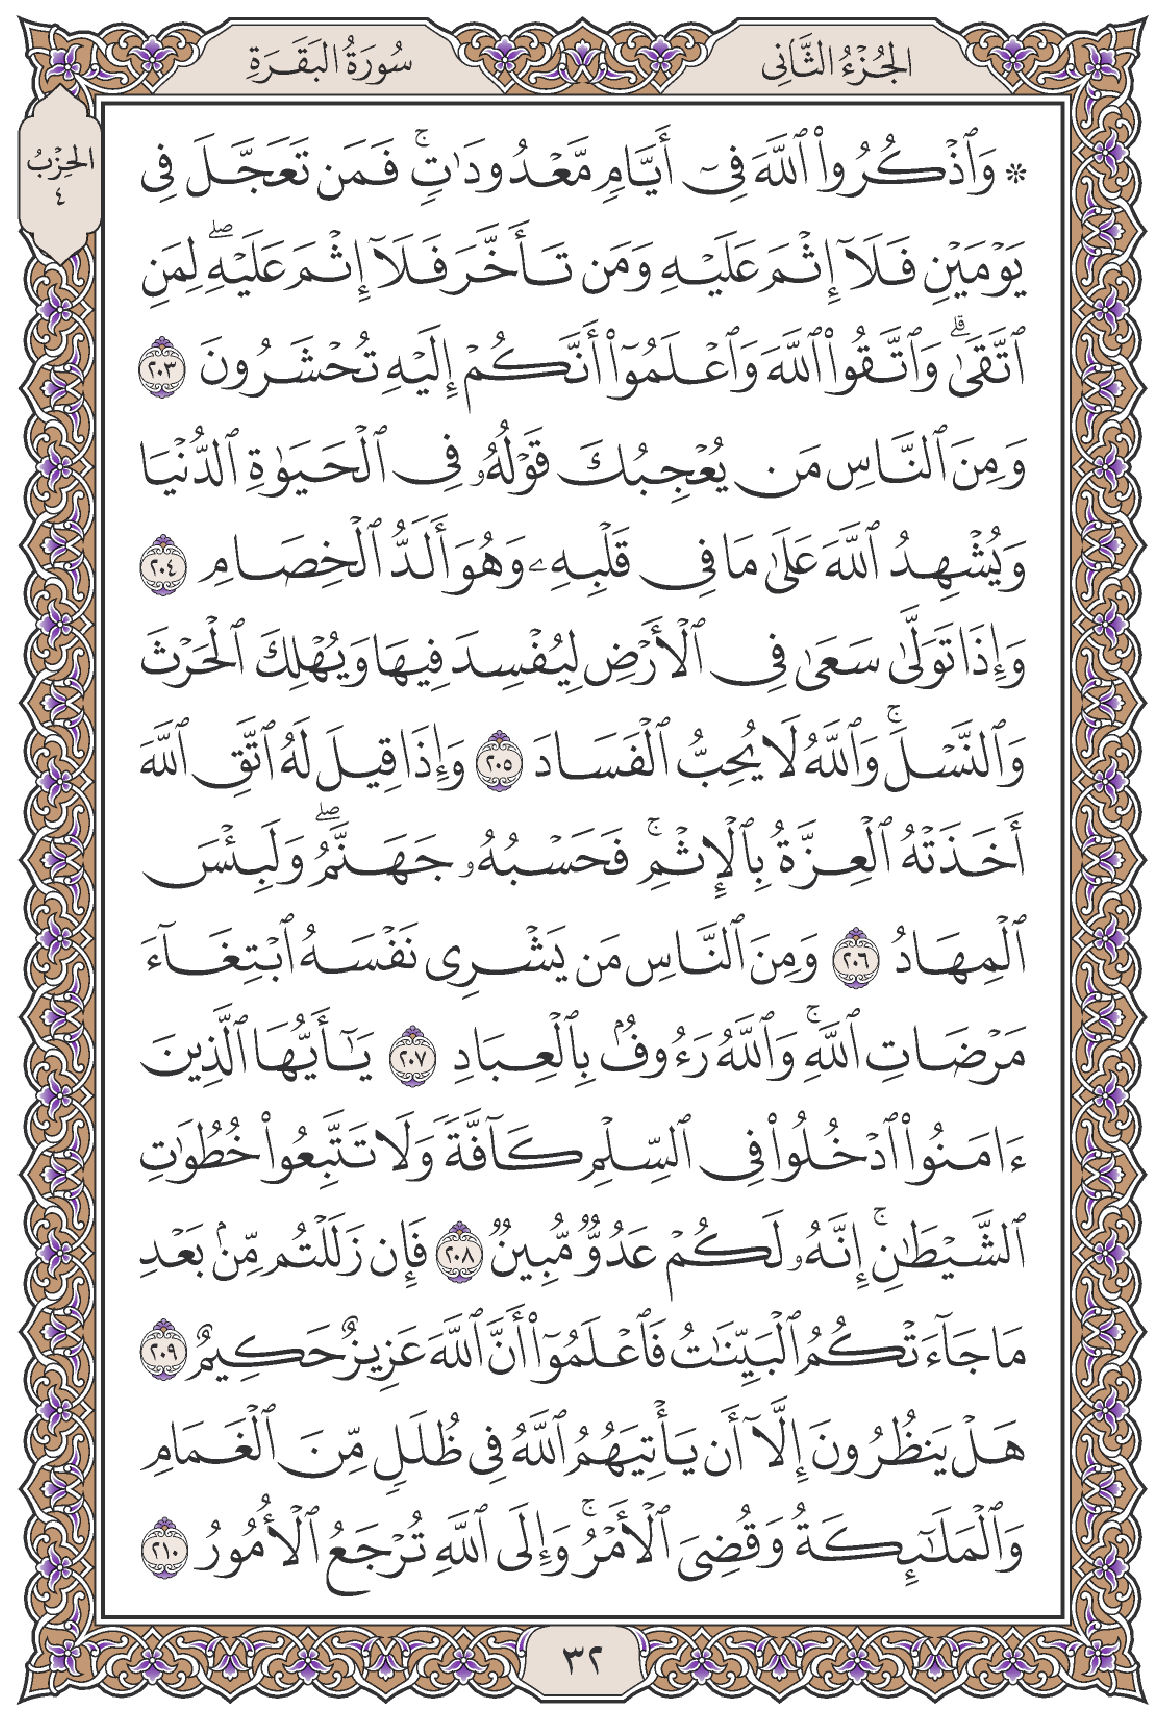 الجُزْءُ الثَّانِى
سُورَةُ البَقَرَةِ
الحِزْبُ
٤
۞ وَٱذْكُرُوا۟ ٱللَّهَ فِىٓ أَيَّامٍ مَّعْدُودَٰتٍ ۚ فَمَن تَعَجَّلَ فِى
يَوْمَيْنِ فَلَآ إِثْمَ عَلَيْهِ وَمَن تَأَخَّرَ فَلَآ إِثْمَ عَلَيْهِ ۖ لِمَنِ
ٱتَّقَىٰ ۗ وَٱتَّقُوا۟ ٱللَّهَ وَٱعْلَمُوٓا۟ أَنَّكُمْ إِلَيْهِ تُحْشَرُونَ ٢٠٣
وَمِنَ ٱلنَّاسِ مَن يُعْجِبُكَ قَوْلُهُۥ فِى ٱلْحَيَوٰةِ ٱلدُّنْيَا
وَيُشْهِدُ ٱللَّهَ عَلَىٰ مَا فِى قَلْبِهِۦ وَهُوَ أَلَدُّ ٱلْخِصَامِ ٢٠٤
وَإِذَا تَوَلَّىٰ سَعَىٰ فِى ٱلْأَرْضِ لِيُفْسِدَ فِيهَا وَيُهْلِكَ ٱلْحَرْثَ
وَٱلنَّسْلَ ۚ وَٱللَّهُ لَا يُحِبُّ ٱلْفَسَادَ ٢٠٥ وَإِذَا قِيلَ لَهُ ٱتَّقِ ٱللَّهَ
أَخَذَتْهُ ٱلْعِزَّةُ بِٱلْإِثْمِ ۚ فَحَسْبُهُۥ جَهَنَّمُ ۖ وَلَبِئْسَ
ٱلْمِهَادُ ٢٠٦ وَمِنَ ٱلنَّاسِ مَن يَشْرِى نَفْسَهُ ٱبْتِغَآءَ
مَرْضَاتِ ٱللَّهِ ۚ وَٱللَّهُ رَءُوفٌۢ بِٱلْعِبَادِ ٢٠٧ يَٰٓأَيُّهَا ٱلَّذِينَ
ءَامَنُوا۟ ٱدْخُلُوا۟ فِى ٱلسِّلْمِ كَآفَّةً وَلَا تَتَّبِعُوا۟ خُطُوَٰتِ
ٱلشَّيْطَٰنِ ۚ إِنَّهُۥ لَكُمْ عَدُوٌّ مُّبِينٌ ٢٠٨ فَإِن زَلَلْتُم مِّنۢ بَعْدِ
مَا جَآءَتْكُمُ ٱلْبَيِّنَٰتُ فَٱعْلَمُوٓا۟ أَنَّ ٱللَّهَ عَزِيزٌ حَكِيمٌ ٢٠٩
هَلْ يَنظُرُونَ إِلَّآ أَن يَأْتِيَهُمُ ٱللَّهُ فِى ظُلَلٍ مِّنَ ٱلْغَمَامِ
وَٱلْمَلَٰٓئِكَةُ وَقُضِىَ ٱلْأَمْرُ ۚ وَإِلَى ٱللَّهِ تُرْجَعُ ٱلْأُمُورُ ٢١٠
٣٢